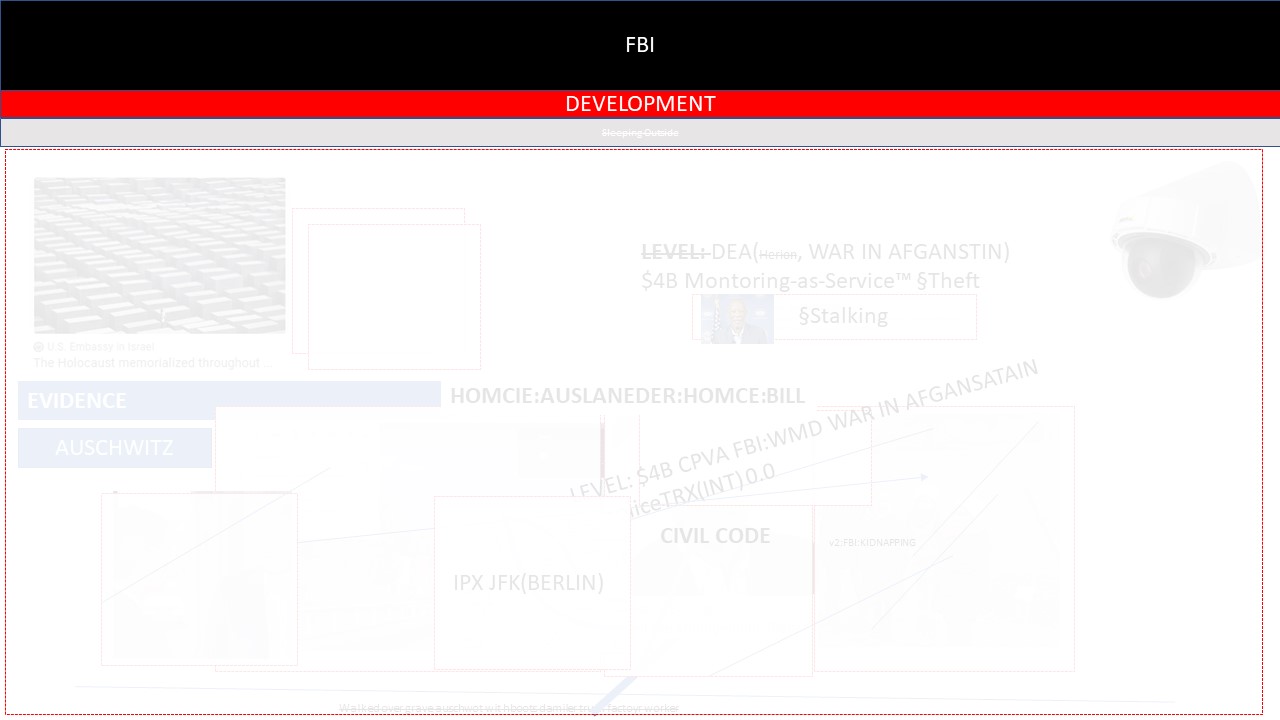 FBI
DEVELOPMENT
Sleeping Outside
LEVEL: DEA(Herion, WAR IN AFGANSTIN)
$4B Montoring-as-Service™ §Theft
§Stalking
U.S. Embassy in Israel
The Holocaust memorialized throughout ...
EVIDENCE
HOMCIE:AUSLANEDER:HOMCE:BILL
AUSCHWITZ
LEVEL: $4B CPVA FBI:WMD WAR IN AFGANSATAIN
iceTRX(INT)0.0
CIVIL CODE
v2:FBI KIDNAPPING
IPX JFK(BERLIN)
Walked over grave auschwot wit hboots damiler factoyr worker